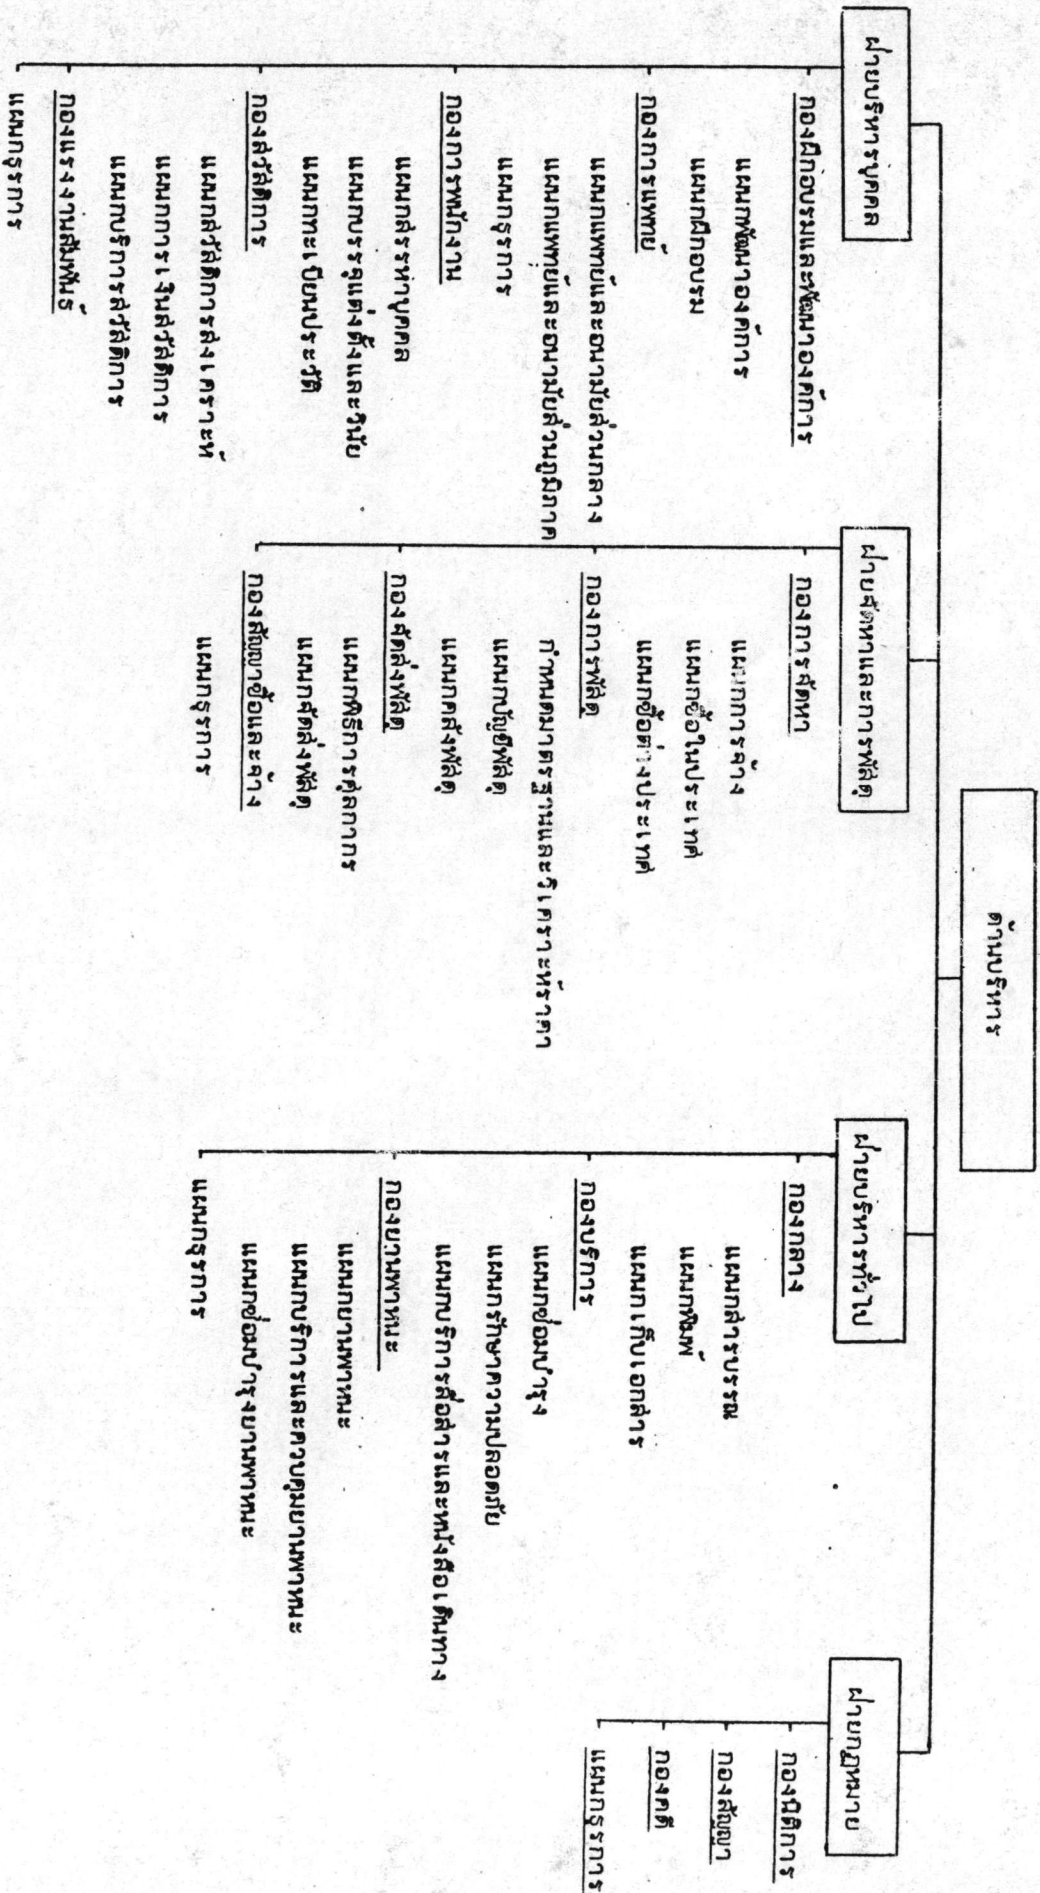 ด้านบริหาร
ฝ่ายบริหารบุคคล
กองฝึกอบรมและพัฒนาองค์การ
แผนกพัฒนาองค์การ
แผนกฝึกอบรม
กองการแพทย์
แผนกแพทย์และอนามัยส่วนกลาง
แผนกแพทย์และอนามัยส่วนภูมิภาค
แผนกธุรการ
กองการพนักงาน
แผนกสรรหาบุคคล
แผนกบรรจุแต่งตั้งและวินัย
แผนกทะเบียนประวัติ
กองสวัสดิการ
แผนกสวัสดิการสงเคราะห์
แผนกการเงินสวัสดิการ
แผนกบริการสวัสดิการ
กองแรงงานสัมพันธ์
แผนกธุรการ
ฝ่ายจัดหาและการพัสดุ
กองการจัดหา
แผนกการจ้าง
แผนกซื้อในประเทศ
แผนกซื้อต่างประเทศ
กองการพัสดุ
กำหนดมาตรฐานและวิเคราะห์ราคา
แผนกบัญชีพัสดุ
แผนกคลังพัสดุ
กองจัดส่งพัสดุ
แผนกพิธีการศุลกากร
แผนกจัดส่งพัสดุ
กองสัญญาซื้อและจ้าง
แผนกธุรการ
ฝ่ายบริหารทั่วไป
กองกลาง
แผนกสารบรรณ
แผนกพิมพ์
แผนกเก็บเอกสาร
กองบริการ
แผนกซ่อมบำรุง
แผนกรักษาความปลอดภัย
แผนกบริการสื่อสารและหนังสือเดินทาง
กองยานพาหนะ
แผนกยานพาหนะ
แผนกบริการและควบคุมยานพาหนะ
แผนกซ่อมบำรุงยานพาหนะ
แผนกธุรการ
ฝ่ายกฎหมาย
กองนิติการ
กองสัญญา
กองคดี
แผนกธุรการ